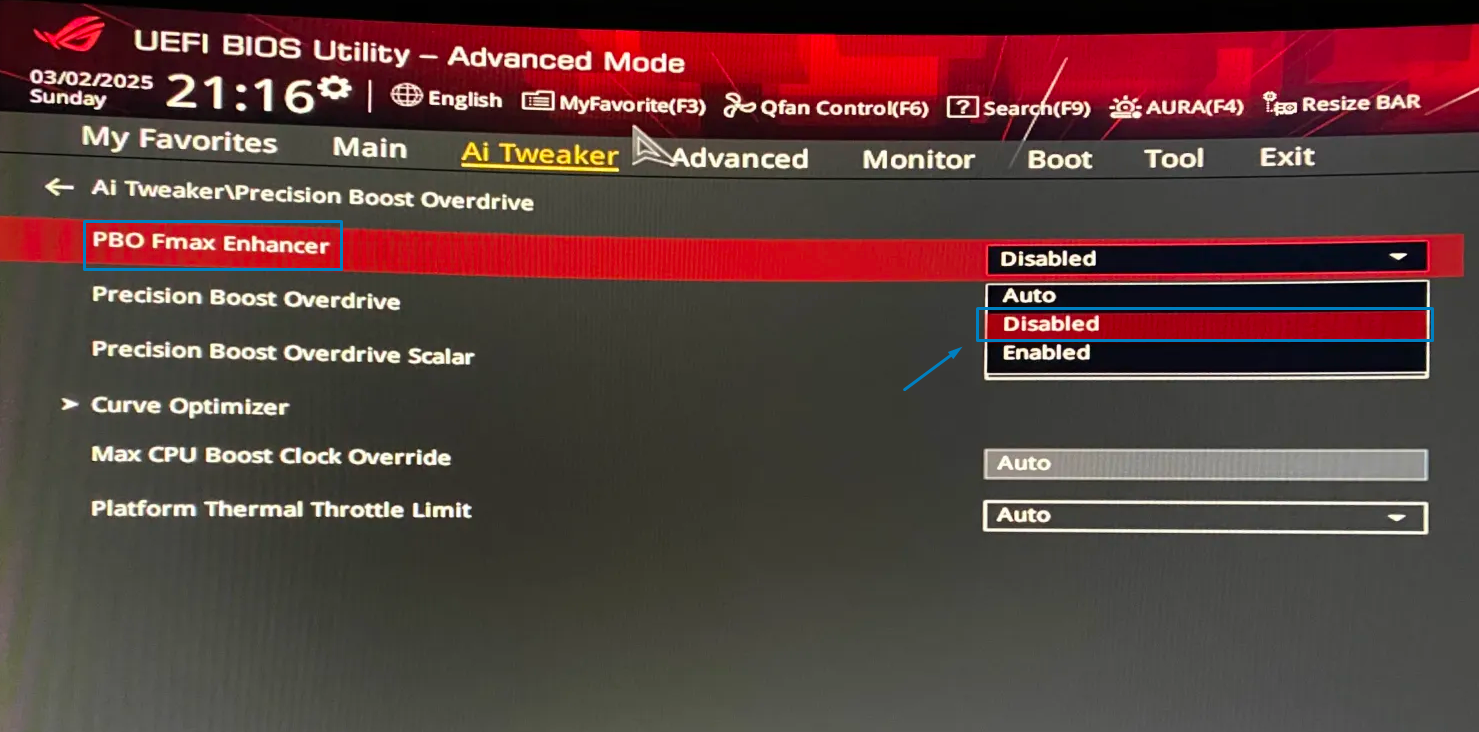 UEFI BIOS Utility – Advanced Mode
03/02/2025
Sunday
21:16
English
MyFavorite(F3)
Qfan Control(F6)
Search(F9)
AURA(F4)
Resize BAR
My Favorites
Main
Ai Tweaker
Advanced
Monitor
Boot
Tool
Exit
Ai Tweaker\Precision Boost Overdrive
PBO Fmax Enhancer
Disabled
Precision Boost Overdrive
Auto
Disabled
Precision Boost Overdrive Scalar
Enabled
Curve Optimizer
Max CPU Boost Clock Override
Auto
Platform Thermal Throttle Limit
Auto